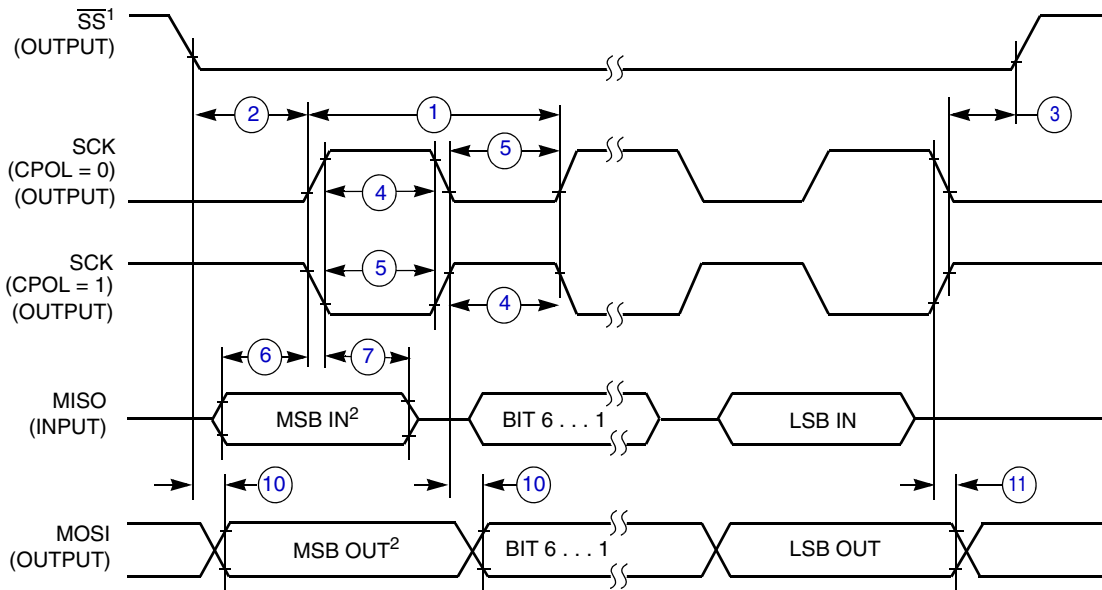 SS¹
(OUTPUT)
2
1
3
SCK
(CPOL = 0)
(OUTPUT)
5
4
SCK
(CPOL = 1)
(OUTPUT)
5
4
6
7
MISO
(INPUT)
MSB IN²
BIT 6 . . . 1
LSB IN
10
10
11
MOSI
(OUTPUT)
MSB OUT²
BIT 6 . . . 1
LSB OUT